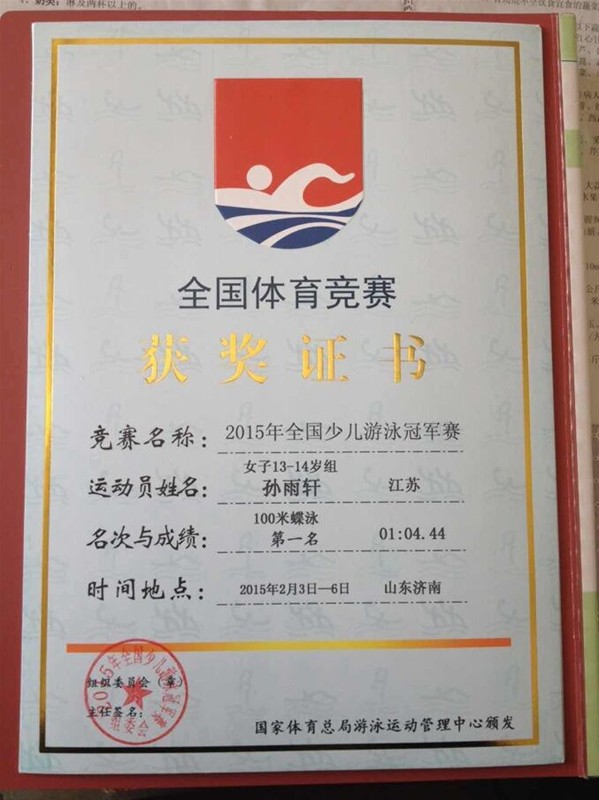 全国体育竞赛
获奖证书
竞赛名称：2015年全国少儿游泳冠军赛
女子13-14岁组
运动员姓名：孙雨轩 江苏
100米蝶泳
名次与成绩：第一名 01:04.44
时间地点：2015年2月3日—6日 山东济南
组织委员会（章）
主任签名：
国家体育总局游泳运动管理中心颁发